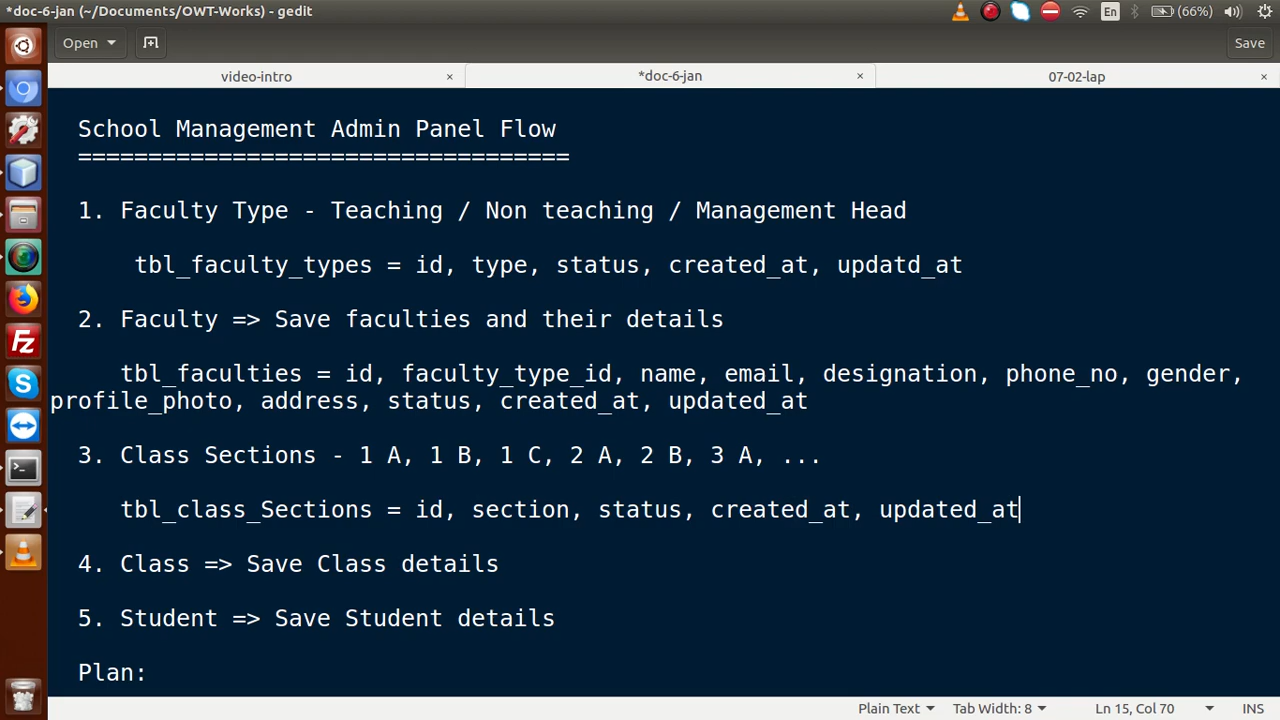 *doc-6-jan (~/Documents/OWT-Works) - gedit
En
(66%)
Open
Save
video-intro ×
*doc-6-jan ×
07-02-lap ×
School Management Admin Panel Flow
===================================
1. Faculty Type - Teaching / Non teaching / Management Head
tbl_faculty_types = id, type, status, created_at, updatd_at
2. Faculty => Save faculties and their details
tbl_faculties = id, faculty_type_id, name, email, designation, phone_no, gender,
profile_photo, address, status, created_at, updated_at
3. Class Sections - 1 A, 1 B, 1 C, 2 A, 2 B, 3 A, ...
tbl_class_Sections = id, section, status, created_at, updated_at
4. Class => Save Class details
5. Student => Save Student details
Plan:
Plain Text
Tab Width: 8
Ln 15, Col 70
INS